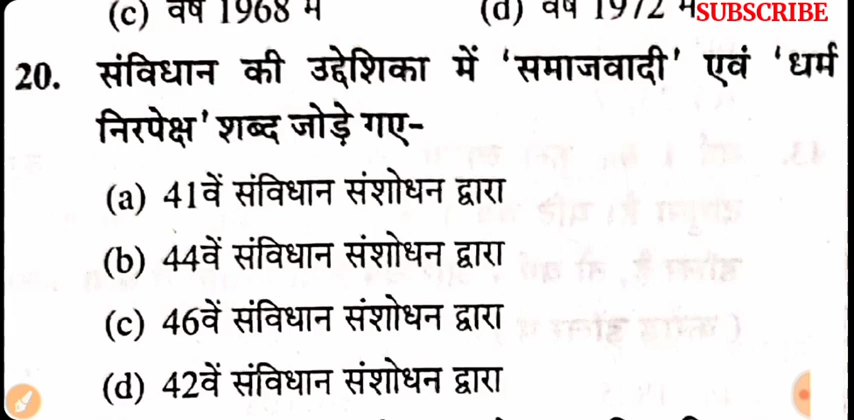 (c) वर्ष 1968 में (d) वर्ष 1972 में SUBSCRIBE
20. संविधान की उद्देशिका में ‘समाजवादी’ एवं ‘धर्म
निरपेक्ष’ शब्द जोड़े गए-
(a) 41वें संविधान संशोधन द्वारा
(b) 44वें संविधान संशोधन द्वारा
(c) 46वें संविधान संशोधन द्वारा
(d) 42वें संविधान संशोधन द्वारा